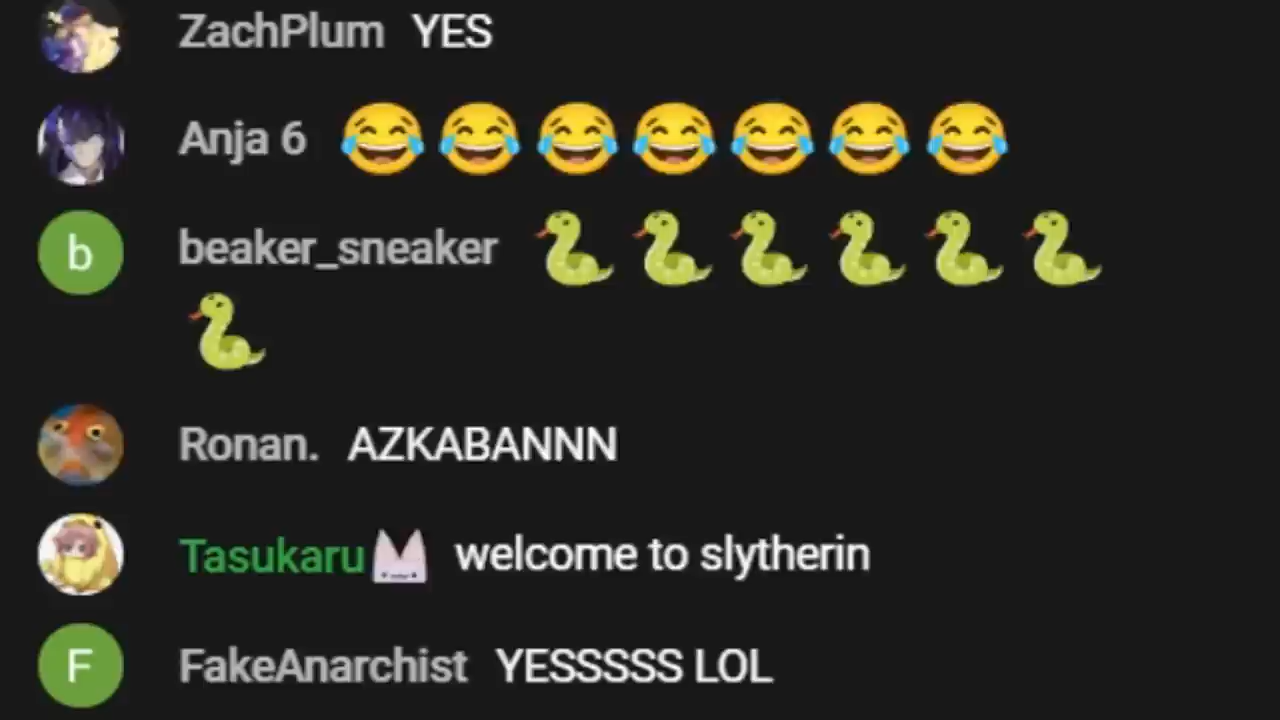 ZachPlum YES
Anja 6 😂😂😂😂😂😂😂
b beaker_sneaker 🐍🐍🐍🐍🐍🐍
🐍
Ronan. AZKABANNN
Tasukaru welcome to slytherin
F FakeAnarchist YESSSSS LOL